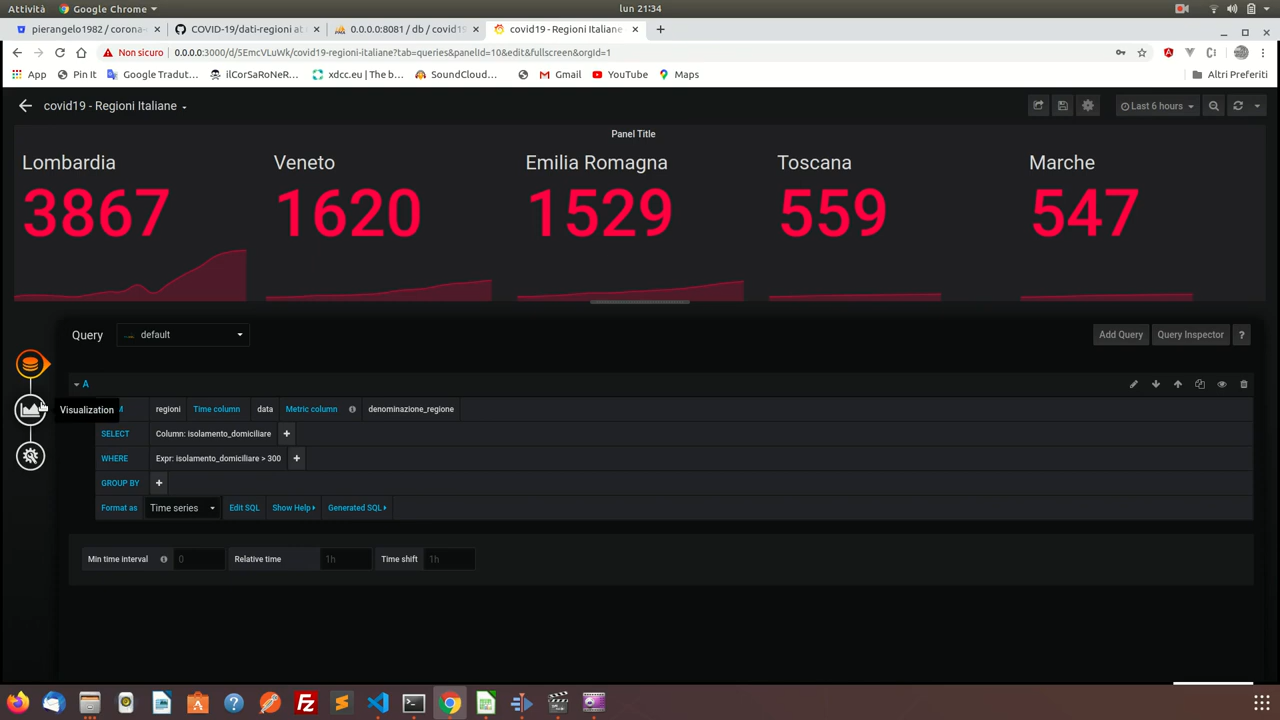 Attività
Google Chrome
lun 21:34
pierangelo1982 / corona-
COVID-19/dati-regioni at
0.0.0.0:8081 / db / covid19
covid19 - Regioni Italiane
Non sicuro
0.0.0.0:3000/d/5EmcVLuWk/covid19-regioni-italiane?tab=queries&panelId=10&edit&fullscreen&orgId=1
App
Pin It
Google Tradut...
ilCorSaRoNeR...
xdcc.eu | The b...
SoundCloud...
Gmail
YouTube
Maps
Altri Preferiti
covid19 - Regioni Italiane
Last 6 hours
Panel Title
Lombardia
Veneto
Emilia Romagna
Toscana
Marche
3867
1620
1529
559
547
Query
default
Add Query
Query Inspector
?
A
Visualization
M
regioni
Time column
data
Metric column
denominazione_regione
SELECT
Column: isolamento_domiciliare
+
WHERE
Expr: isolamento_domiciliare > 300
+
GROUP BY
+
Format as
Time series
Edit SQL
Show Help
Generated SQL
Min time interval
0
Relative time
1h
Time shift
1h